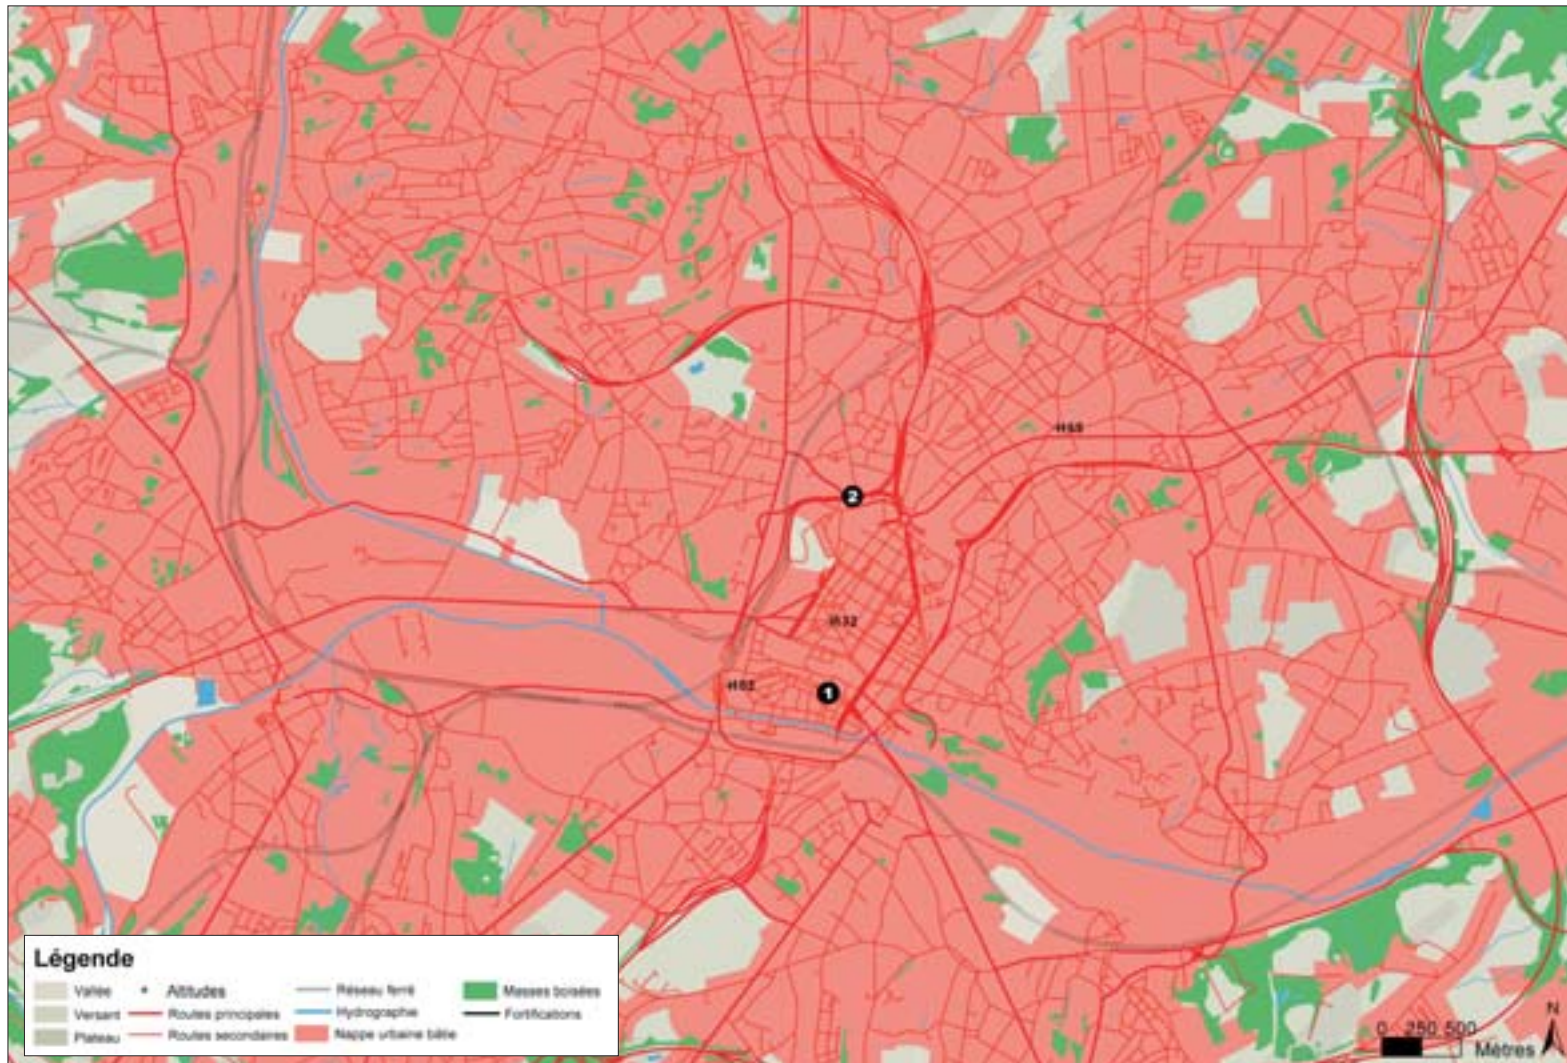 2
1
Légende
Vallée
Altitudes
Réseau ferré
Masses boisées
Versant
Routes principales
Hydrographie
Fortifications
Plateau
Routes secondaires
Nappe urbaine bâtie
N
0 250 500
Mètres